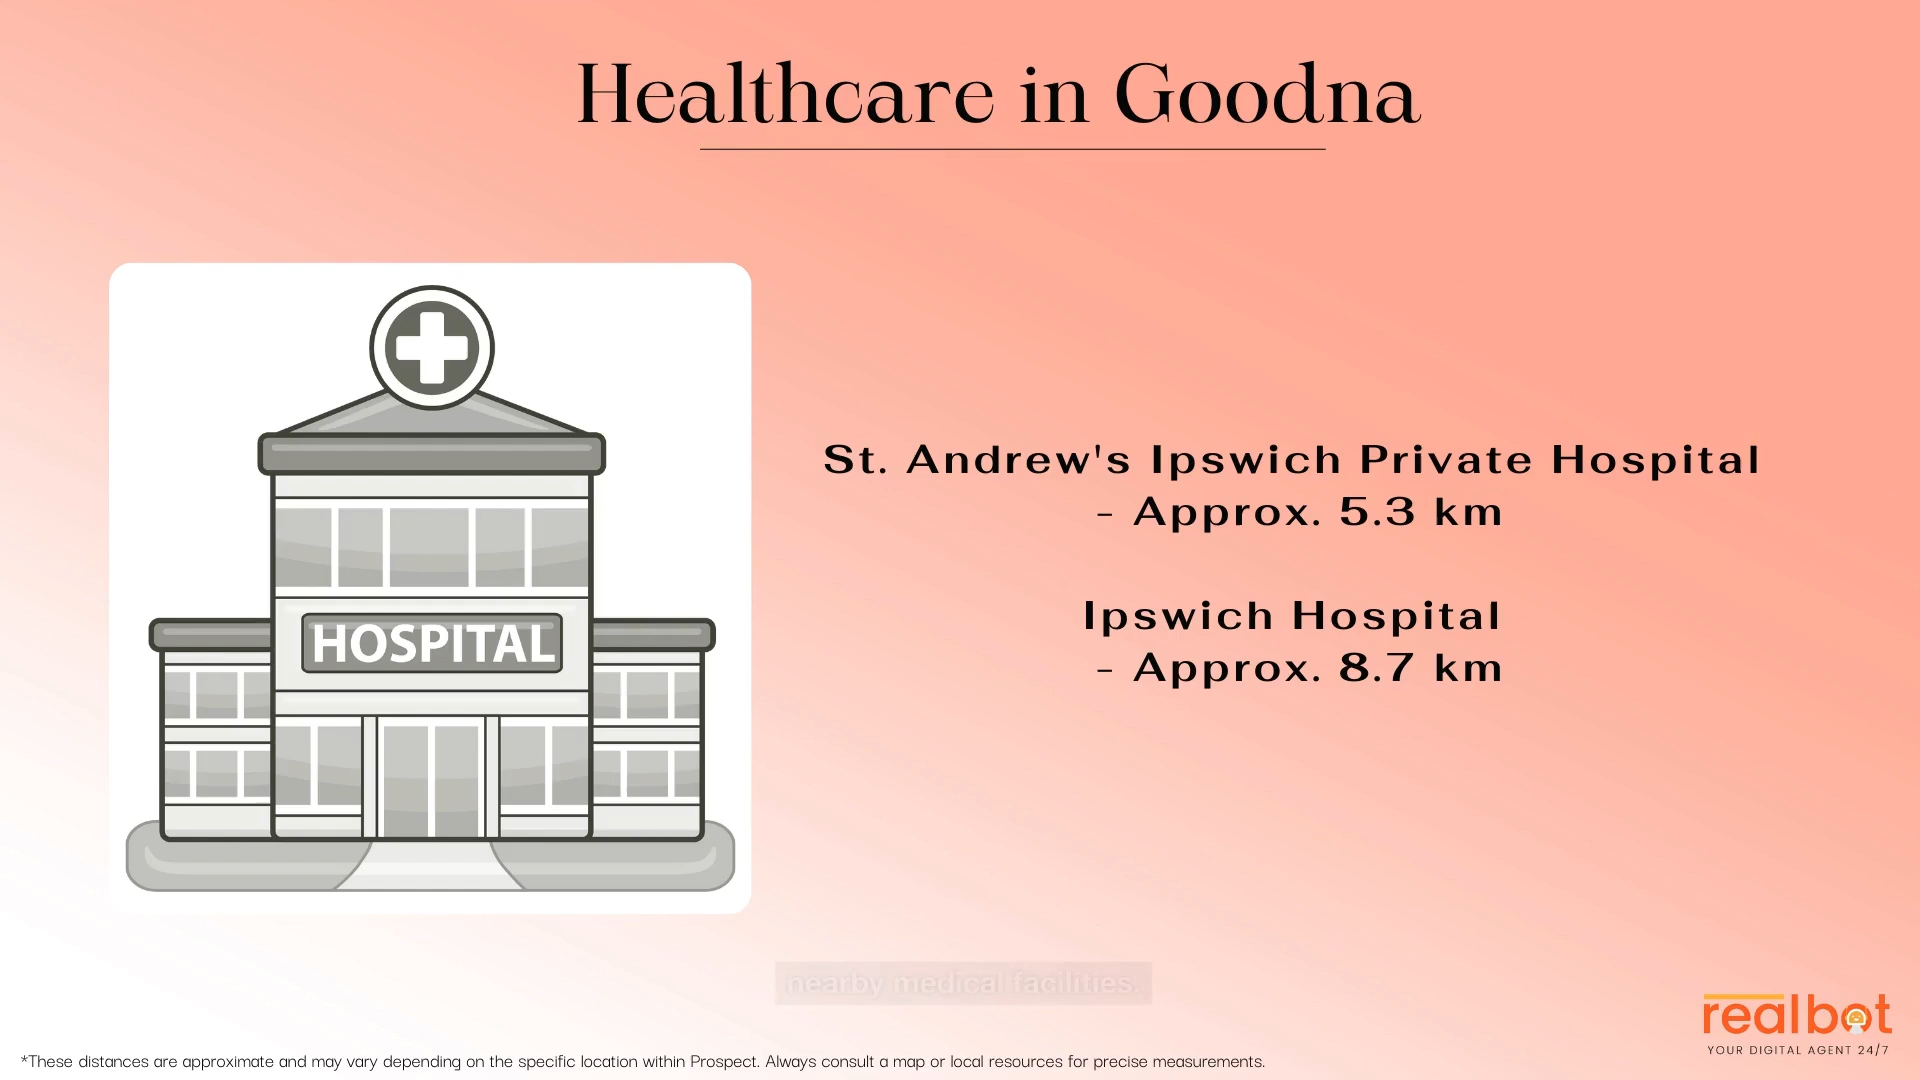 Healthcare in Goodna
HOSPITAL
St. Andrew's Ipswich Private Hospital
- Approx. 5.3 km
Ipswich Hospital
- Approx. 8.7 km
nearby medical facilities.
realbot
YOUR DIGITAL AGENT 24/7
*These distances are approximate and may vary depending on the specific location within Prospect. Always consult a map or local resources for precise measurements.